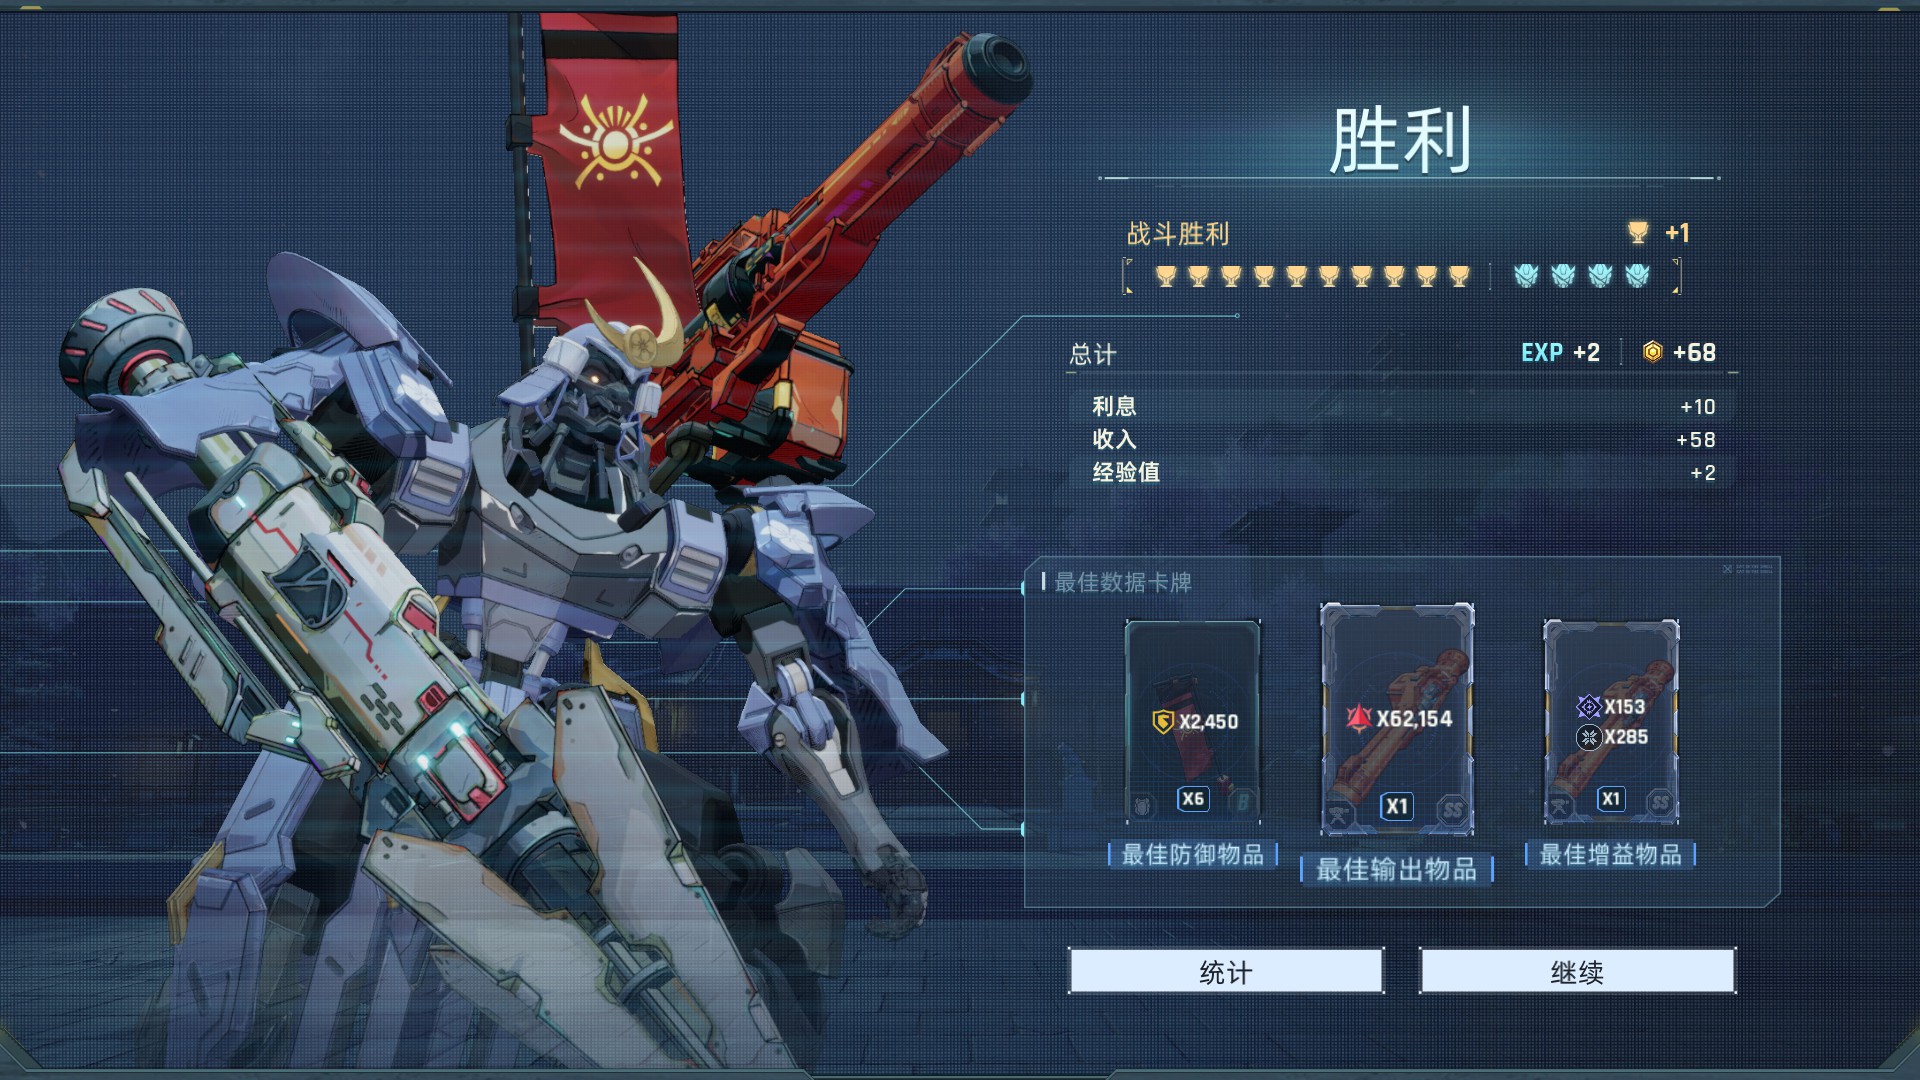 胜利
战斗胜利 +1
总计 EXP +2 +68
利息 +10
收入 +58
经验值 +2
最佳数据卡牌
X2,450
X6
B
最佳防御物品
X62,154
X1
SS
最佳输出物品
X153
X285
X1
SS
最佳增益物品
统计
继续